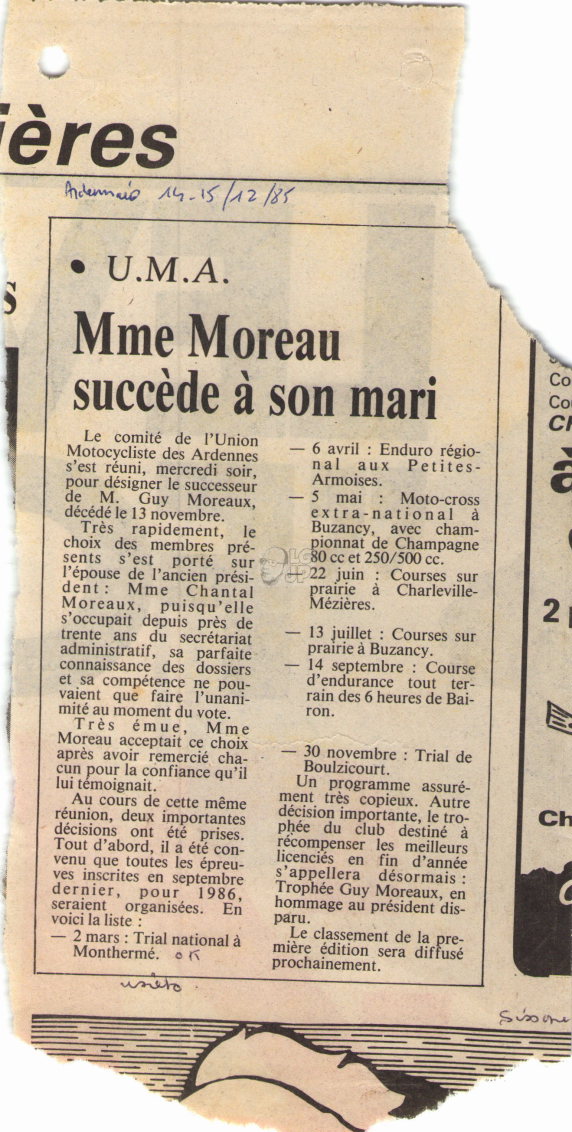 ières
Ardennais 14-15/12/85
s
• U.M.A.
Mme Moreau
succède à son mari
Le comité de l'Union
Motocycliste des Ardennes
s'est réuni, mercredi soir,
pour désigner le successeur
de M. Guy Moreaux,
décédé le 13 novembre.
Très rapidement, le
choix des membres pré-
sents s'est porté sur
l'épouse de l'ancien prési-
dent : Mme Chantal
Moreaux, puisqu'elle
s'occupait depuis près de
trente ans du secrétariat
administratif, sa parfaite
connaissance des dossiers
et sa compétence ne pou-
vaient que faire l'unani-
mité au moment du vote.
Très émue, Mme
Moreau acceptait ce choix
après avoir remercié cha-
cun pour la confiance qu'il
lui témoignait.
Au cours de cette même
réunion, deux importantes
décisions ont été prises.
Tout d'abord, il a été con-
venu que toutes les épreu-
ves inscrites en septembre
dernier, pour 1986,
seraient organisées. En
voici la liste :
— 2 mars : Trial national à
Monthermé. OK
— 6 avril : Enduro régio-
nal aux Petites-
Armoises.
— 5 mai : Moto-cross
extra-national à
Buzancy, avec cham-
pionnat de Champagne
80 cc et 250/500 cc.
22 juin : Courses sur
prairie à Charleville-
Mézières.
— 13 juillet : Courses sur
prairie à Buzancy.
— 14 septembre : Course
d'endurance tout ter-
rain des 6 heures de Bai-
ron.
— 30 novembre : Trial de
Boulzicourt.
Un programme assuré-
ment très copieux. Autre
décision importante, le tro-
phée du club destiné à
récompenser les meilleurs
licenciés en fin d'année
s'appellera désormais :
Trophée Guy Moreaux, en
hommage au président dis-
paru.
Le classement de la pre-
mière édition sera diffusé
prochainement.
Co
Co
Ch
à
2
Ch
Sissone